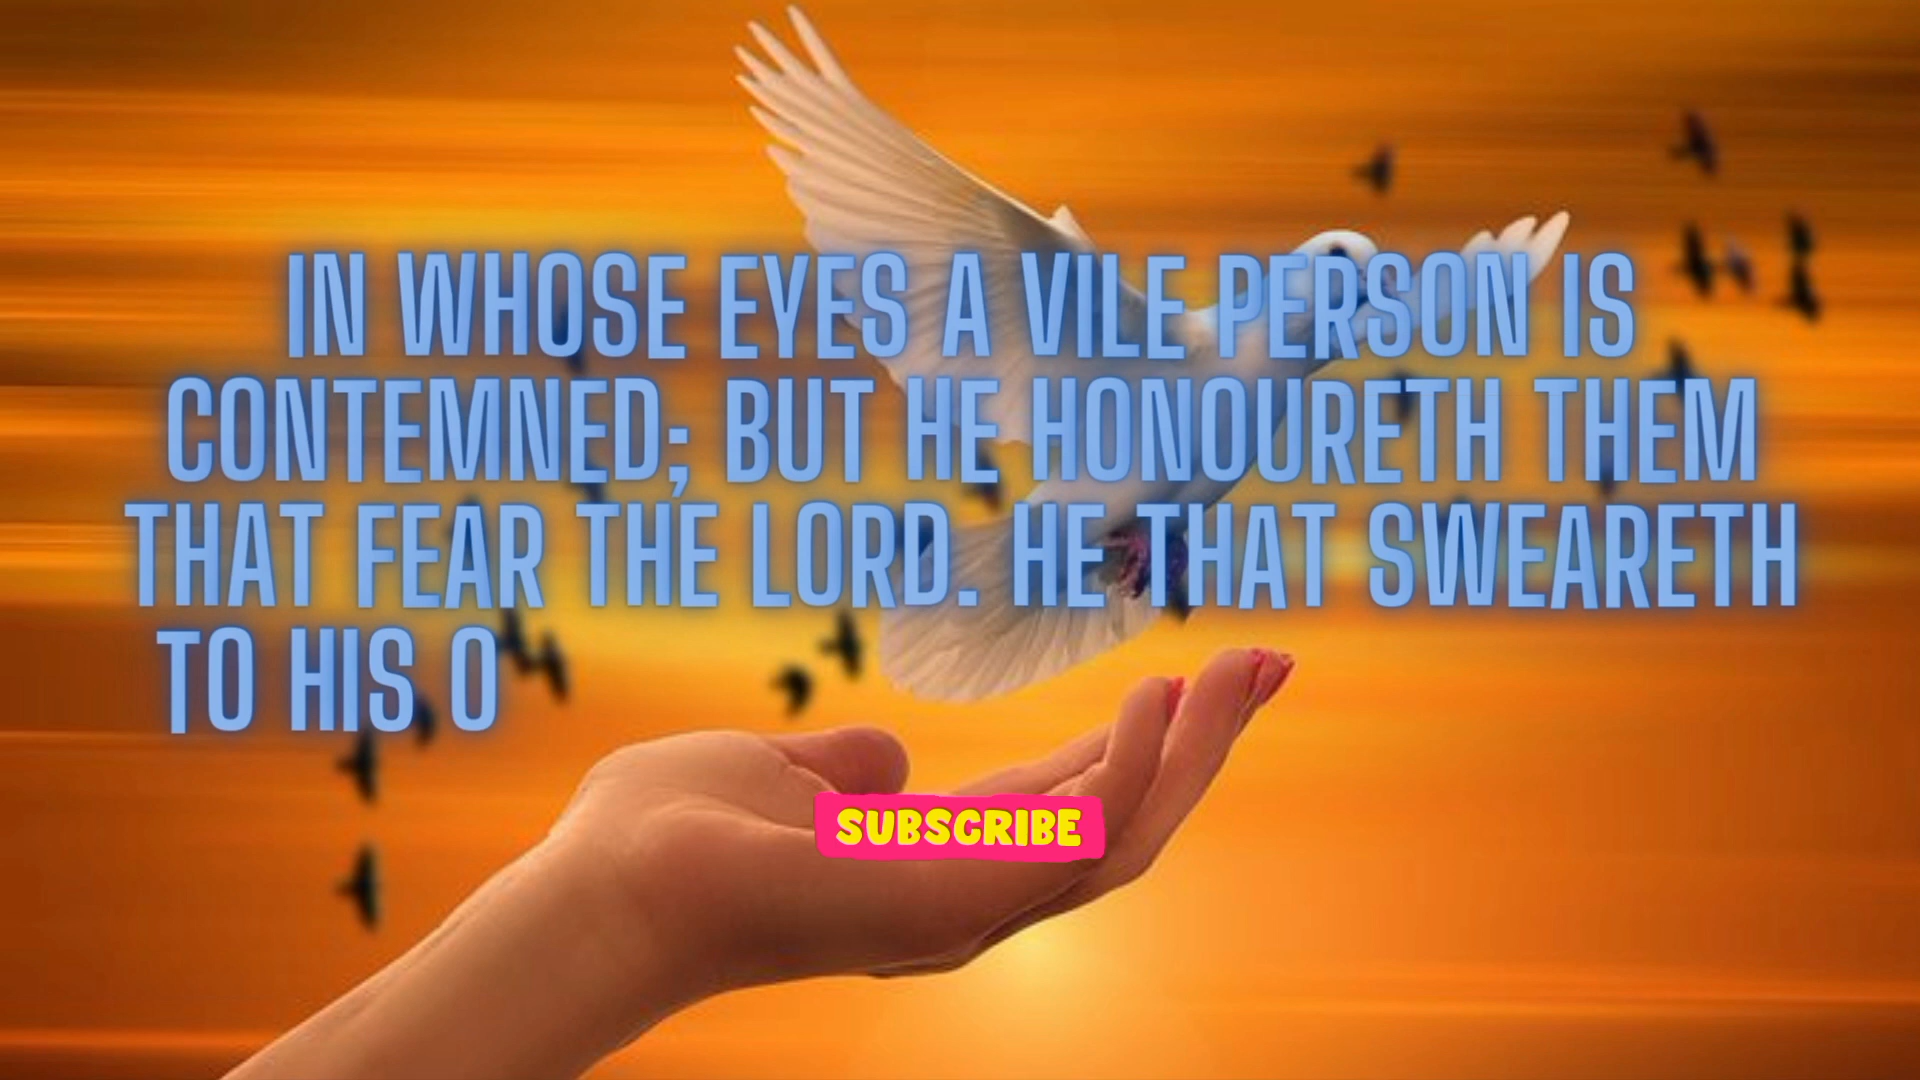 IN WHOSE EYES A VILE PERSON IS
CONTEMNED; BUT HE HONOURETH THEM
THAT FEAR THE LORD. HE THAT SWEARETH
TO HIS O
SUBSCRIBE